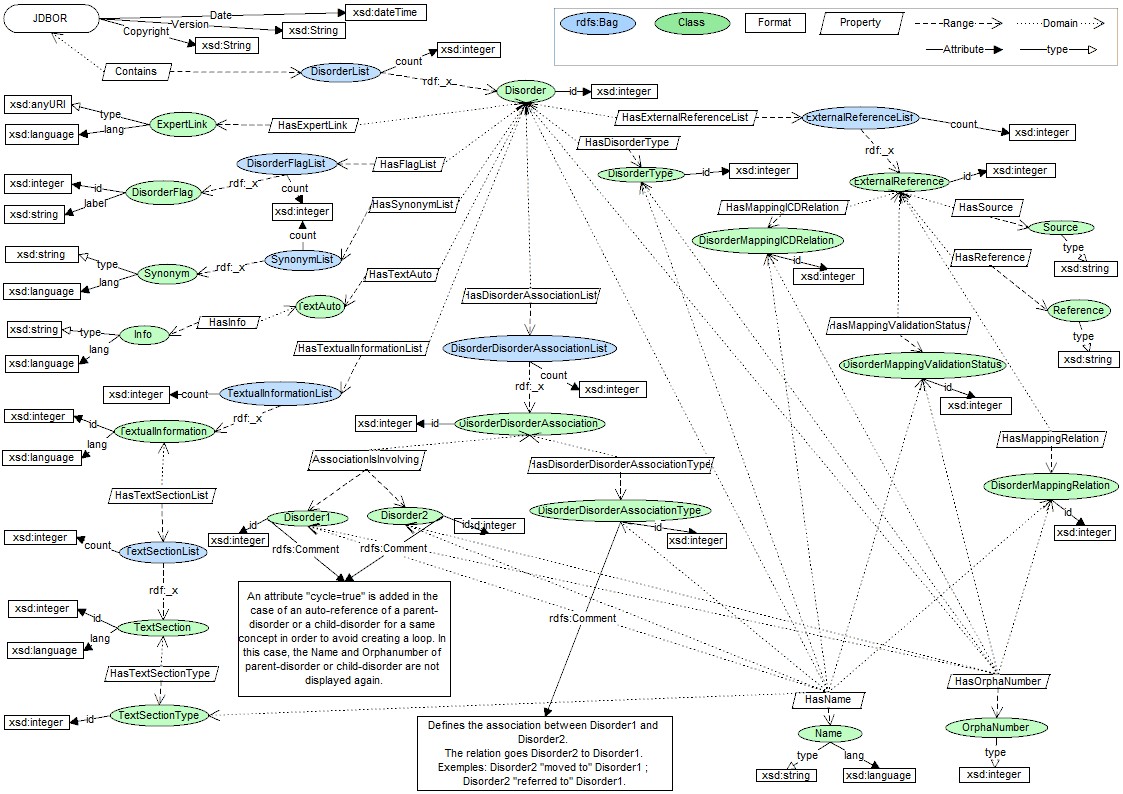 JDBOR
Date
Version
Copyright
xsd:dateTime
xsd:String
xsd:String
rdfs:Bag
Class
Format
Property
Range
Domain
Attribute
type
Contains
DisorderList
count
xsd:integer
rdf:_x
Disorder
id
xsd:integer
xsd:anyURI
type
xsd:language
lang
ExpertLink
HasExpertLink
HasExternalReferenceList
ExternalReferenceList
count
xsd:integer
rdf:_x
HasDisorderType
DisorderType
id
xsd:integer
ExternalReference
id
xsd:integer
DisorderFlagList
HasFlagList
rdf:_x
count
xsd:integer
xsd:integer
id
DisorderFlag
xsd:string
label
HasSynonymList
count
SynonymList
rdf:_x
xsd:string
type
Synonym
xsd:language
lang
HasMappingICDRelation
DisorderMappingICDRelation
id
xsd:integer
HasSource
Source
type
xsd:string
HasReference
Reference
type
xsd:string
HasTextAuto
TextAuto
HasInfo
Info
xsd:string
type
xsd:language
lang
HasDisorderAssociationList
DisorderDisorderAssociationList
count
rdf:_x
xsd:integer
HasMappingValidationStatus
DisorderMappingValidationStatus
id
xsd:integer
HasTextualInformationList
TextualInformationList
count
xsd:integer
rdf:_x
xsd:integer
id
TextualInformation
xsd:language
lang
xsd:integer
id
DisorderDisorderAssociation
AssociationIsInvolving
HasDisorderDisorderAssociationType
HasMappingRelation
DisorderMappingRelation
id
xsd:integer
HasTextSectionList
Disorder1
Disorder2
id
xsd:integer
id
xsd:integer
DisorderDisorderAssociationType
id
xsd:integer
rdfs:Comment
rdfs:Comment
xsd:integer
count
TextSectionList
rdf:_x
An attribute "cycle=true" is added in the
case of an auto-reference of a parent-
disorder or a child-disorder for a same
concept in order to avoid creating a loop. In
this case, the Name and Orphanumber of
parent-disorder or child-disorder are not
displayed again.
rdfs:Comment
xsd:integer
id
TextSection
xsd:language
lang
HasTextSectionType
TextSectionType
id
xsd:integer
HasName
HasOrphaNumber
Name
OrphaNumber
type
lang
type
xsd:string
xsd:language
xsd:integer
Defines the association between Disorder1 and
Disorder2.
The relation goes Disorder2 to Disorder1.
Exemples: Disorder2 "moved to" Disorder1 ;
Disorder2 "referred to" Disorder1.